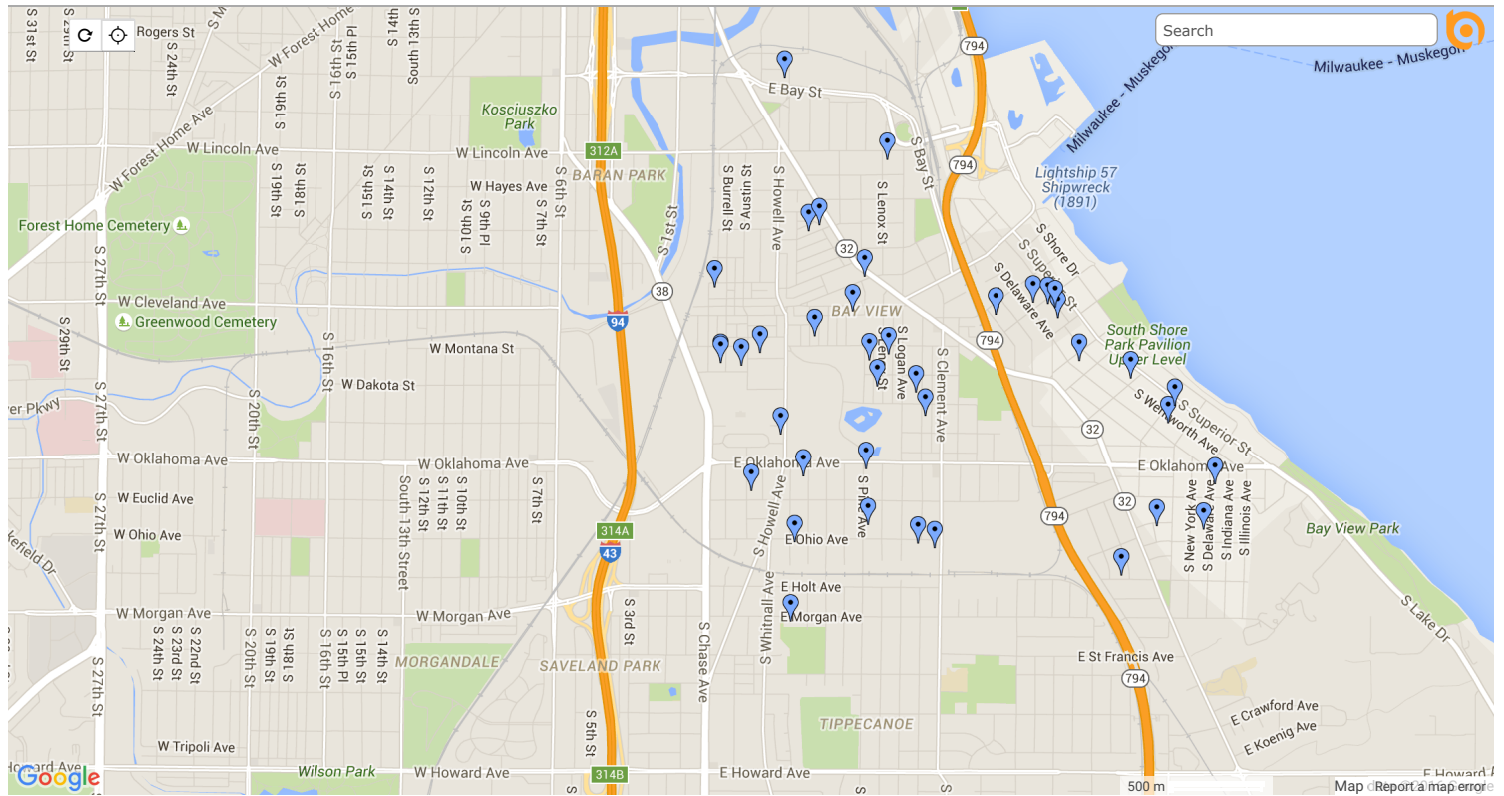 S 31st St
S 29th St
Rogers St
S 24th St
W Forest Home
S 16th St
S 15th Pl
S 14th
South 13th St
794
Search
Milwaukee - Muskegon
Milwaukee - Muskegon
E Bay St
Kosciuszko
Park
W Forest Home Ave
S 19th St
W Lincoln Ave
W Lincoln Ave
312A
BARAN PARK
794
S Bay St
Lightship 57
Shipwreck
(1891)
S 19th St
S 18th St
S 15th St
S 14th St
S 12th St
W Hayes Ave
S 10th St
S 9th Pl
S 7th St
S 6th St
S 1st St
S Burrell St
S Austin St
S Howell Ave
S Lenox St
Forest Home Cemetery
S 27th St
32
S Shore Dr
S Superior St
S Delaware Ave
W Cleveland Ave
38
BAY VIEW
Greenwood Cemetery
94
S 29th St
S 16th St
W Montana St
S Logan Ave
S Clement Ave
794
South Shore
Park Pavilion
Upper Level
W Dakota St
S 27th St
S 20th St
S Wentworth Ave
S Superior St
32
W Oklahoma Ave
W Oklahoma Ave
E Oklahoma Ave
E Oklahoma Ave
W Euclid Ave
South 13th Street
S 12th St
S 11th St
S 10th St
S 7th St
S Howell Ave
S Pine Ave
32
S New York Ave
S Delaware Ave
S Indiana Ave
S Illinois Ave
S 27th St
W Ohio Ave
314A
43
E Ohio Ave
794
Bay View Park
E Holt Ave
W Morgan Ave
W Morgan Ave
E Morgan Ave
S 3rd St
S Chase Ave
S Whitnall Ave
S Lake Dr
S 24th St
S 23rd St
S 22nd St
S 20th St
S 19th St
S 18th St
S 16th St
S 15th Pl
S 15th St
S 14th St
MORGANDALE
SAVELAND PARK
E St Francis Ave
794
S 27th St
S 5th St
TIPPECANOE
E Crawford Ave
E Koenig Ave
W Tripoli Ave
Google
Wilson Park
W Howard Ave
314B
E Howard Ave
500 m
Map
Report a map error